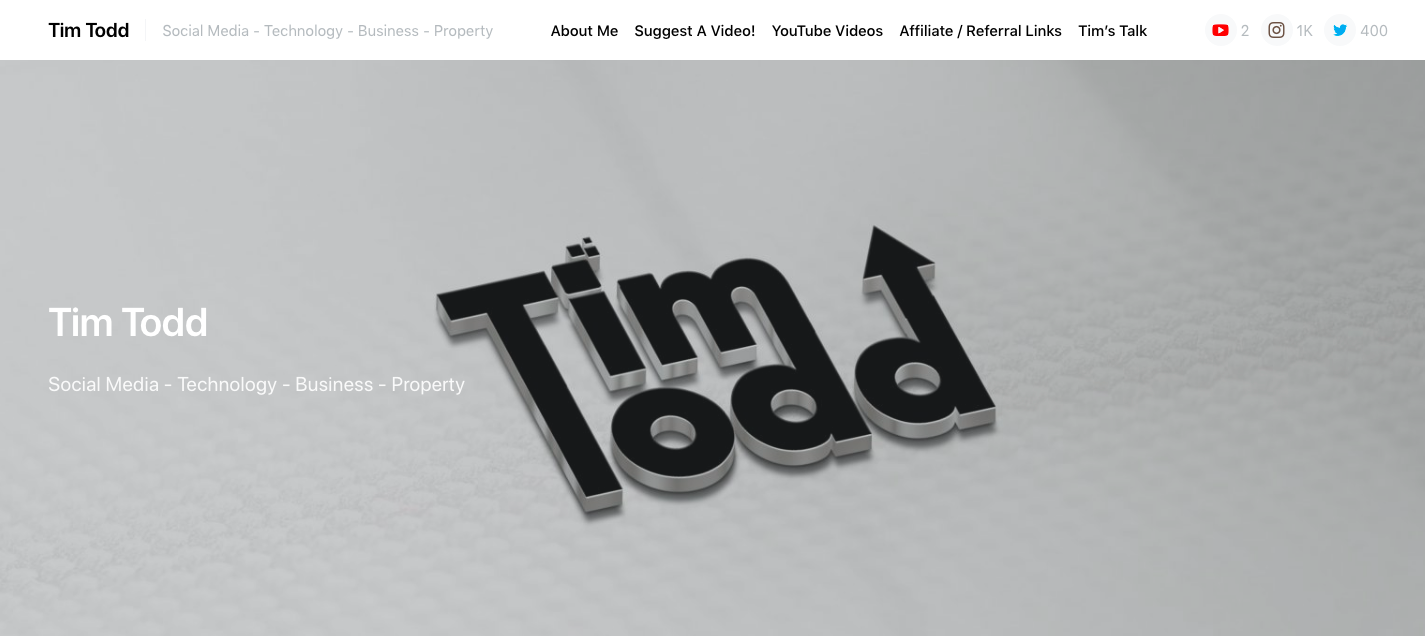 Tim Todd
Social Media - Technology - Business - Property
About Me
Suggest A Video!
YouTube Videos
Affiliate / Referral Links
Tim’s Talk
2
1K
400
Tim Todd
Social Media - Technology - Business - Property
Tim
Todd